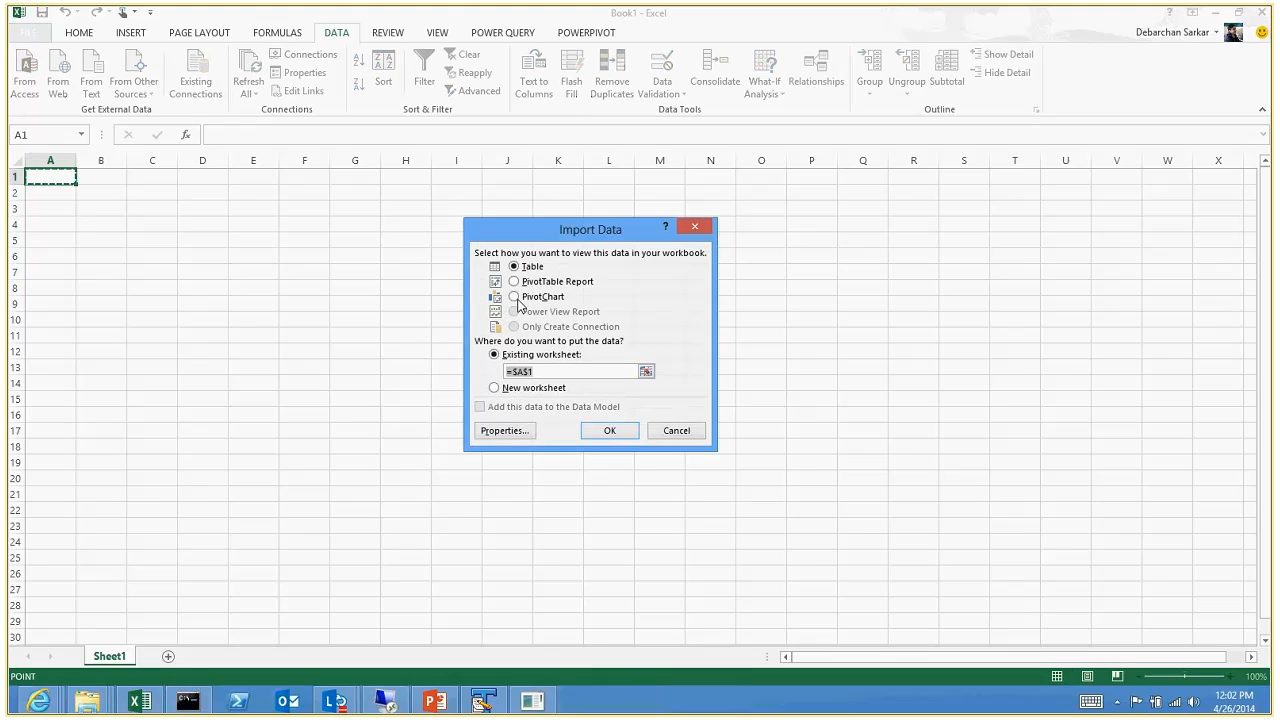 Book1 - Excel
FILE HOME INSERT PAGE LAYOUT FORMULAS DATA REVIEW VIEW POWER QUERY POWERPIVOT
Debarchan Sarkar
From Access
From Web
From Text
From Other Sources
Existing Connections
Get External Data
Refresh All
Connections
Properties
Edit Links
Connections
Sort
Filter
Clear
Reapply
Advanced
Sort & Filter
Text to Columns
Flash Fill
Remove Duplicates
Data Validation
Consolidate
What-If Analysis
Relationships
Data Tools
Group
Ungroup
Subtotal
Show Detail
Hide Detail
Outline
A1
fx
A B C D E F G H I K L M N O P Q R S T U V W X
1
2
3
4
5
6
7
8
9
10
11
12
13
14
15
16
17
18
19
20
21
22
23
24
25
26
27
28
29
30
Import Data
?
Select how you want to view this data in your workbook.
Table
PivotTable Report
PivotChart
Power View Report
Only Create Connection
Where do you want to put the data?
Existing worksheet:
=$A$1
New worksheet
Add this data to the Data Model
Properties... OK Cancel
Sheet1
POINT
100%
12:02 PM
4/26/2014